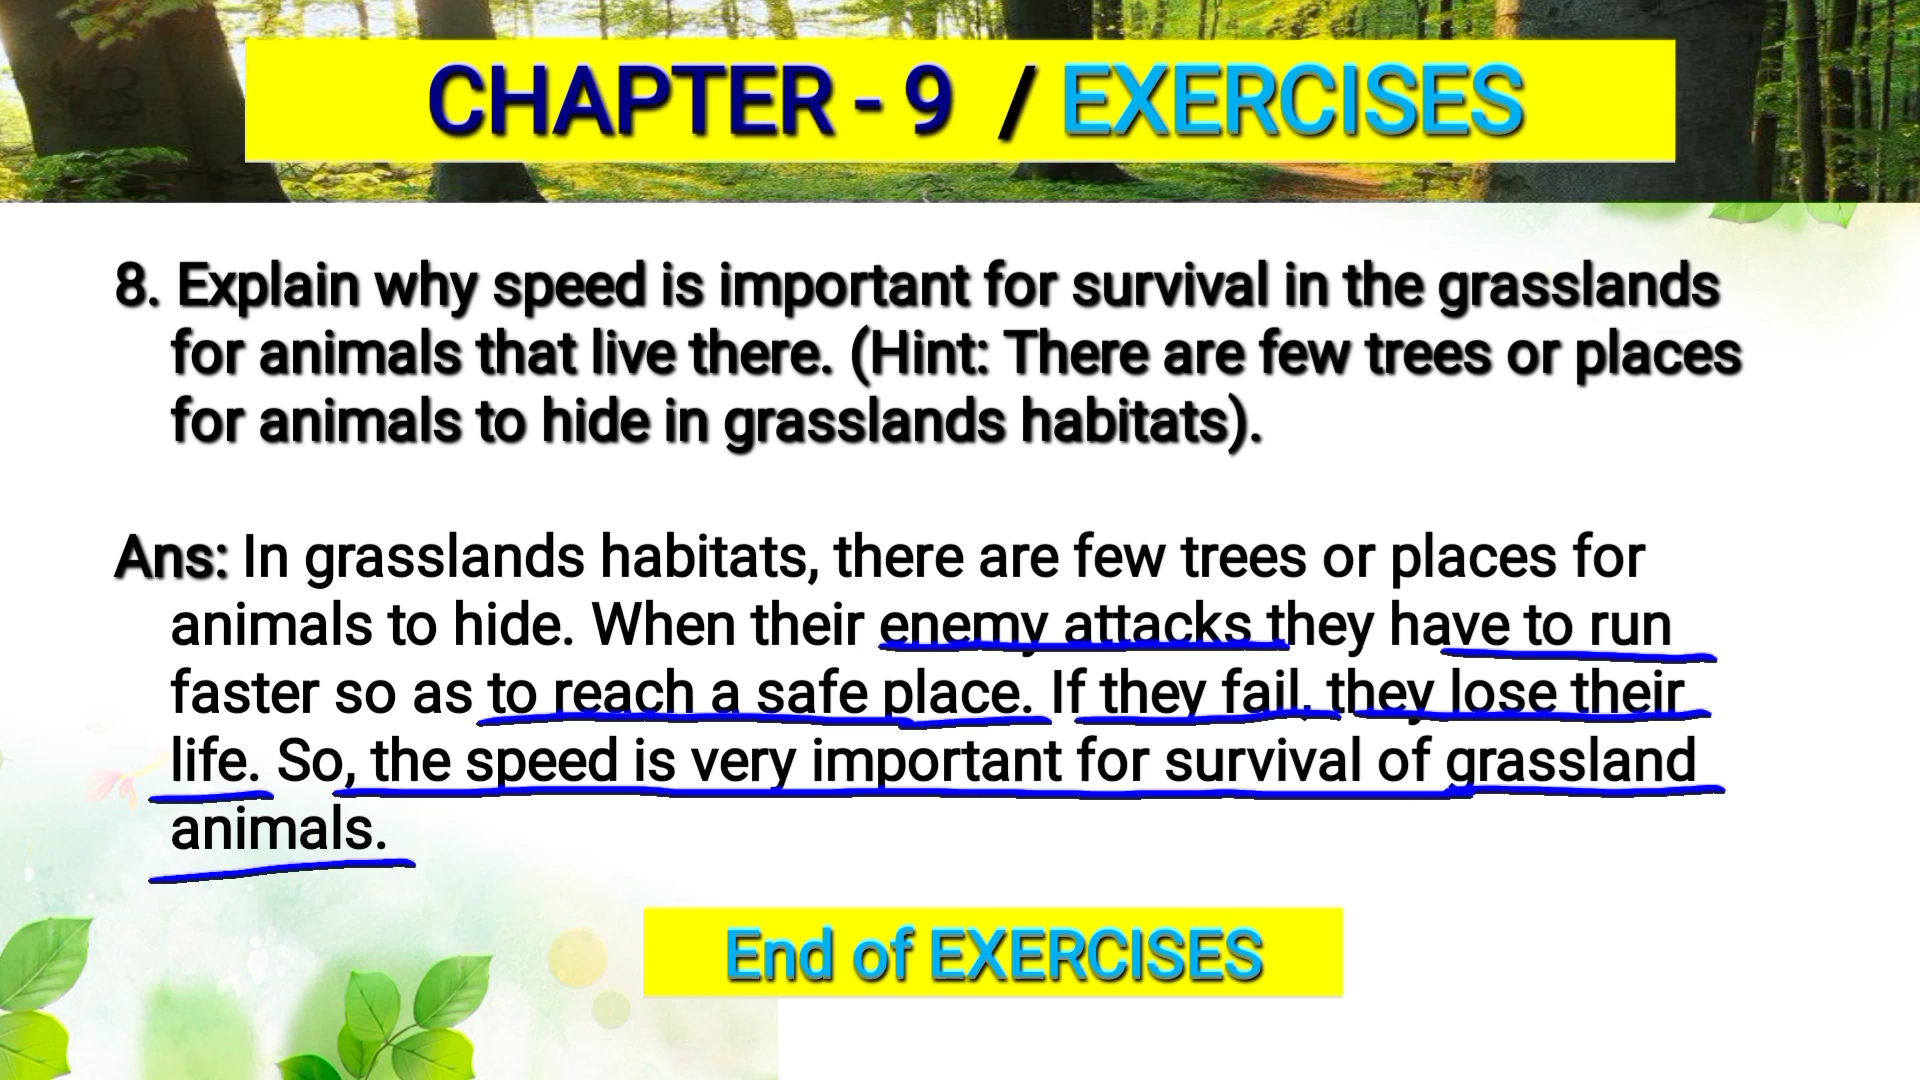 CHAPTER - 9 / EXERCISES
8. Explain why speed is important for survival in the grasslands
for animals that live there. (Hint: There are few trees or places
for animals to hide in grasslands habitats).
Ans: In grasslands habitats, there are few trees or places for
animals to hide. When their enemy attacks they have to run
faster so as to reach a safe place. If they fail, they lose their
life. So, the speed is very important for survival of grassland
animals.
End of EXERCISES